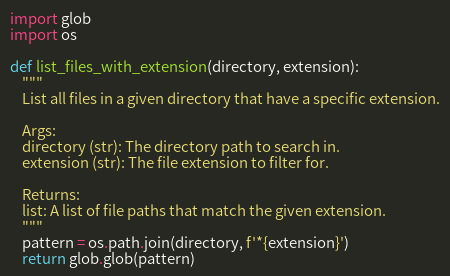 import glob
import os

def list_files_with_extension(directory, extension):
    """
    List all files in a given directory that have a specific extension.

    Args:
    directory (str): The directory path to search in.
    extension (str): The file extension to filter for.

    Returns:
    list: A list of file paths that match the given extension.
    """
    pattern = os.path.join(directory, f'*{extension}')
    return glob.glob(pattern)